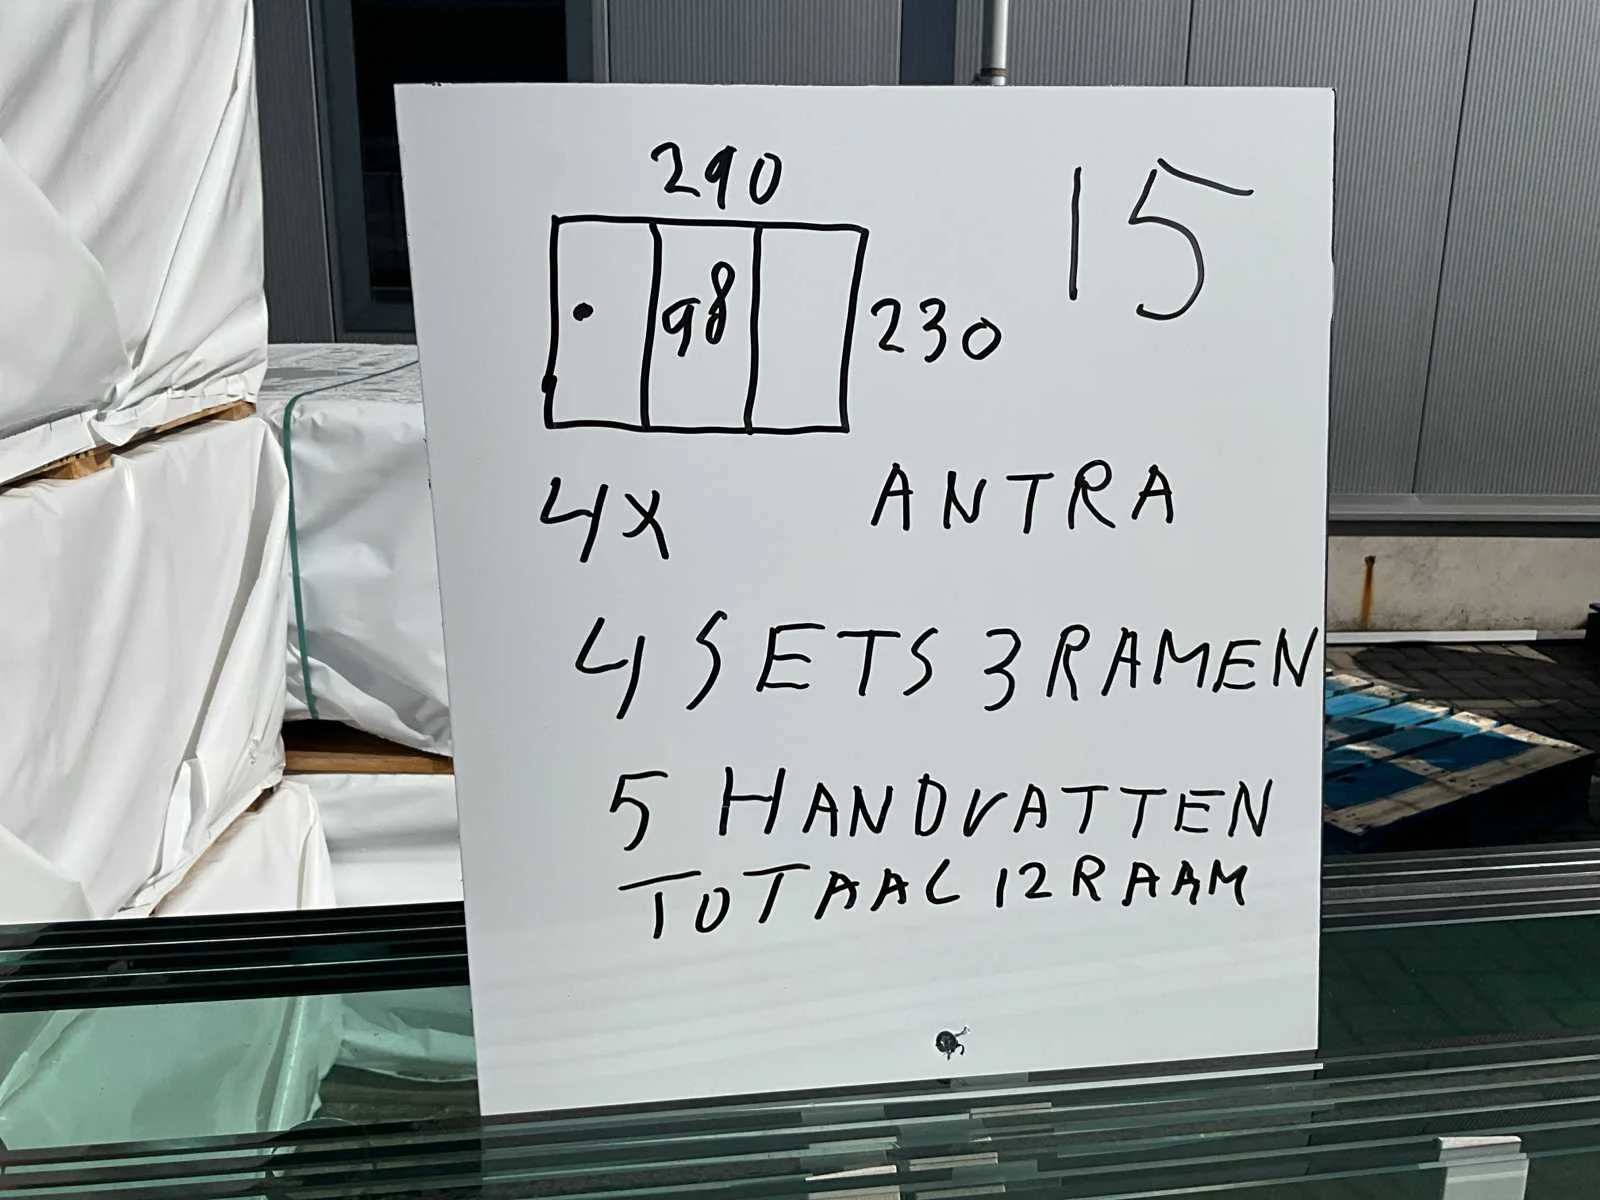 290
15
98
230
4X
ANTRA
4 SETS 3 RAMEN
5 HANDVATTEN
TOTAAL 12 RAAM